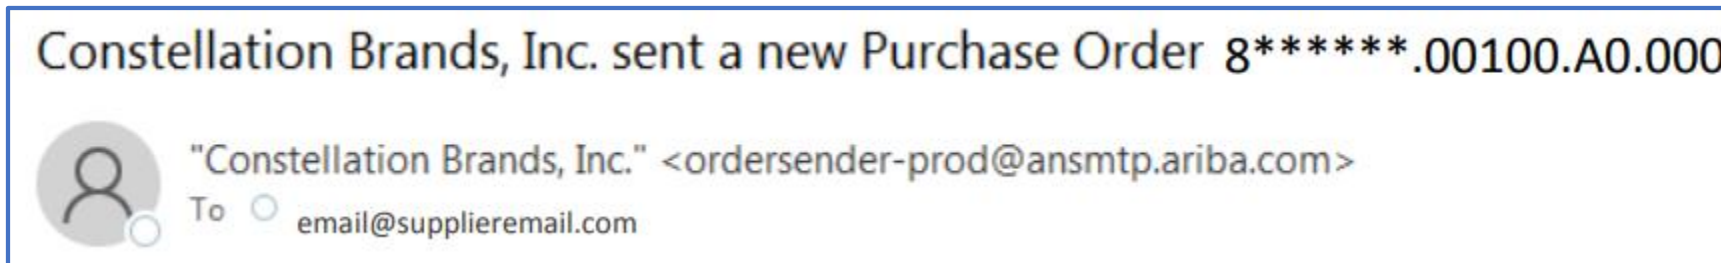 Constellation Brands, Inc. sent a new Purchase Order 8******.00100.A0.000
"Constellation Brands, Inc." <ordersender-prod@ansmtp.ariba.com>
To email@supplieremail.com